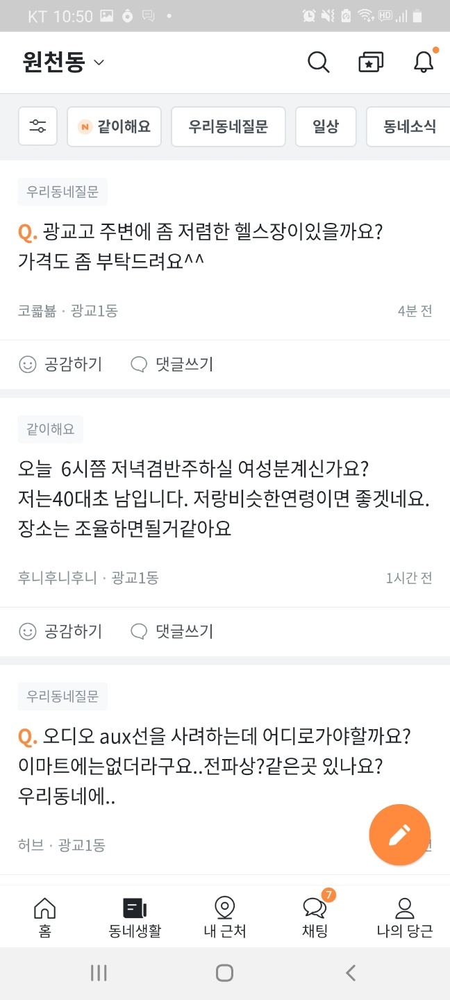 KT 10:50
HD
원천동
N 같이해요 우리동네질문 일상 동네소식
우리동네질문
Q. 광교고 주변에 좀 저렴한 헬스장이있을까요?
가격도 좀 부탁드려요^^
광교1동 4분 전
공감하기 댓글쓰기
같이해요
오늘 6시쯤 저녁겸반주하실 여성분계신가요?
저는40대초 남입니다. 저랑비슷한연령이면 좋겟네요.
장소는 조율하면될거같아요
후니후니후니 · 광교1동 1시간 전
공감하기 댓글쓰기
우리동네질문
Q. 오디오 aux선을 사려하는데 어디로가야할까요?
이마트에는없더라구요..전파상?같은곳 있나요?
우리동네에..
허브 · 광교1동
7
홈 동네생활 내 근처 채팅 나의 당근